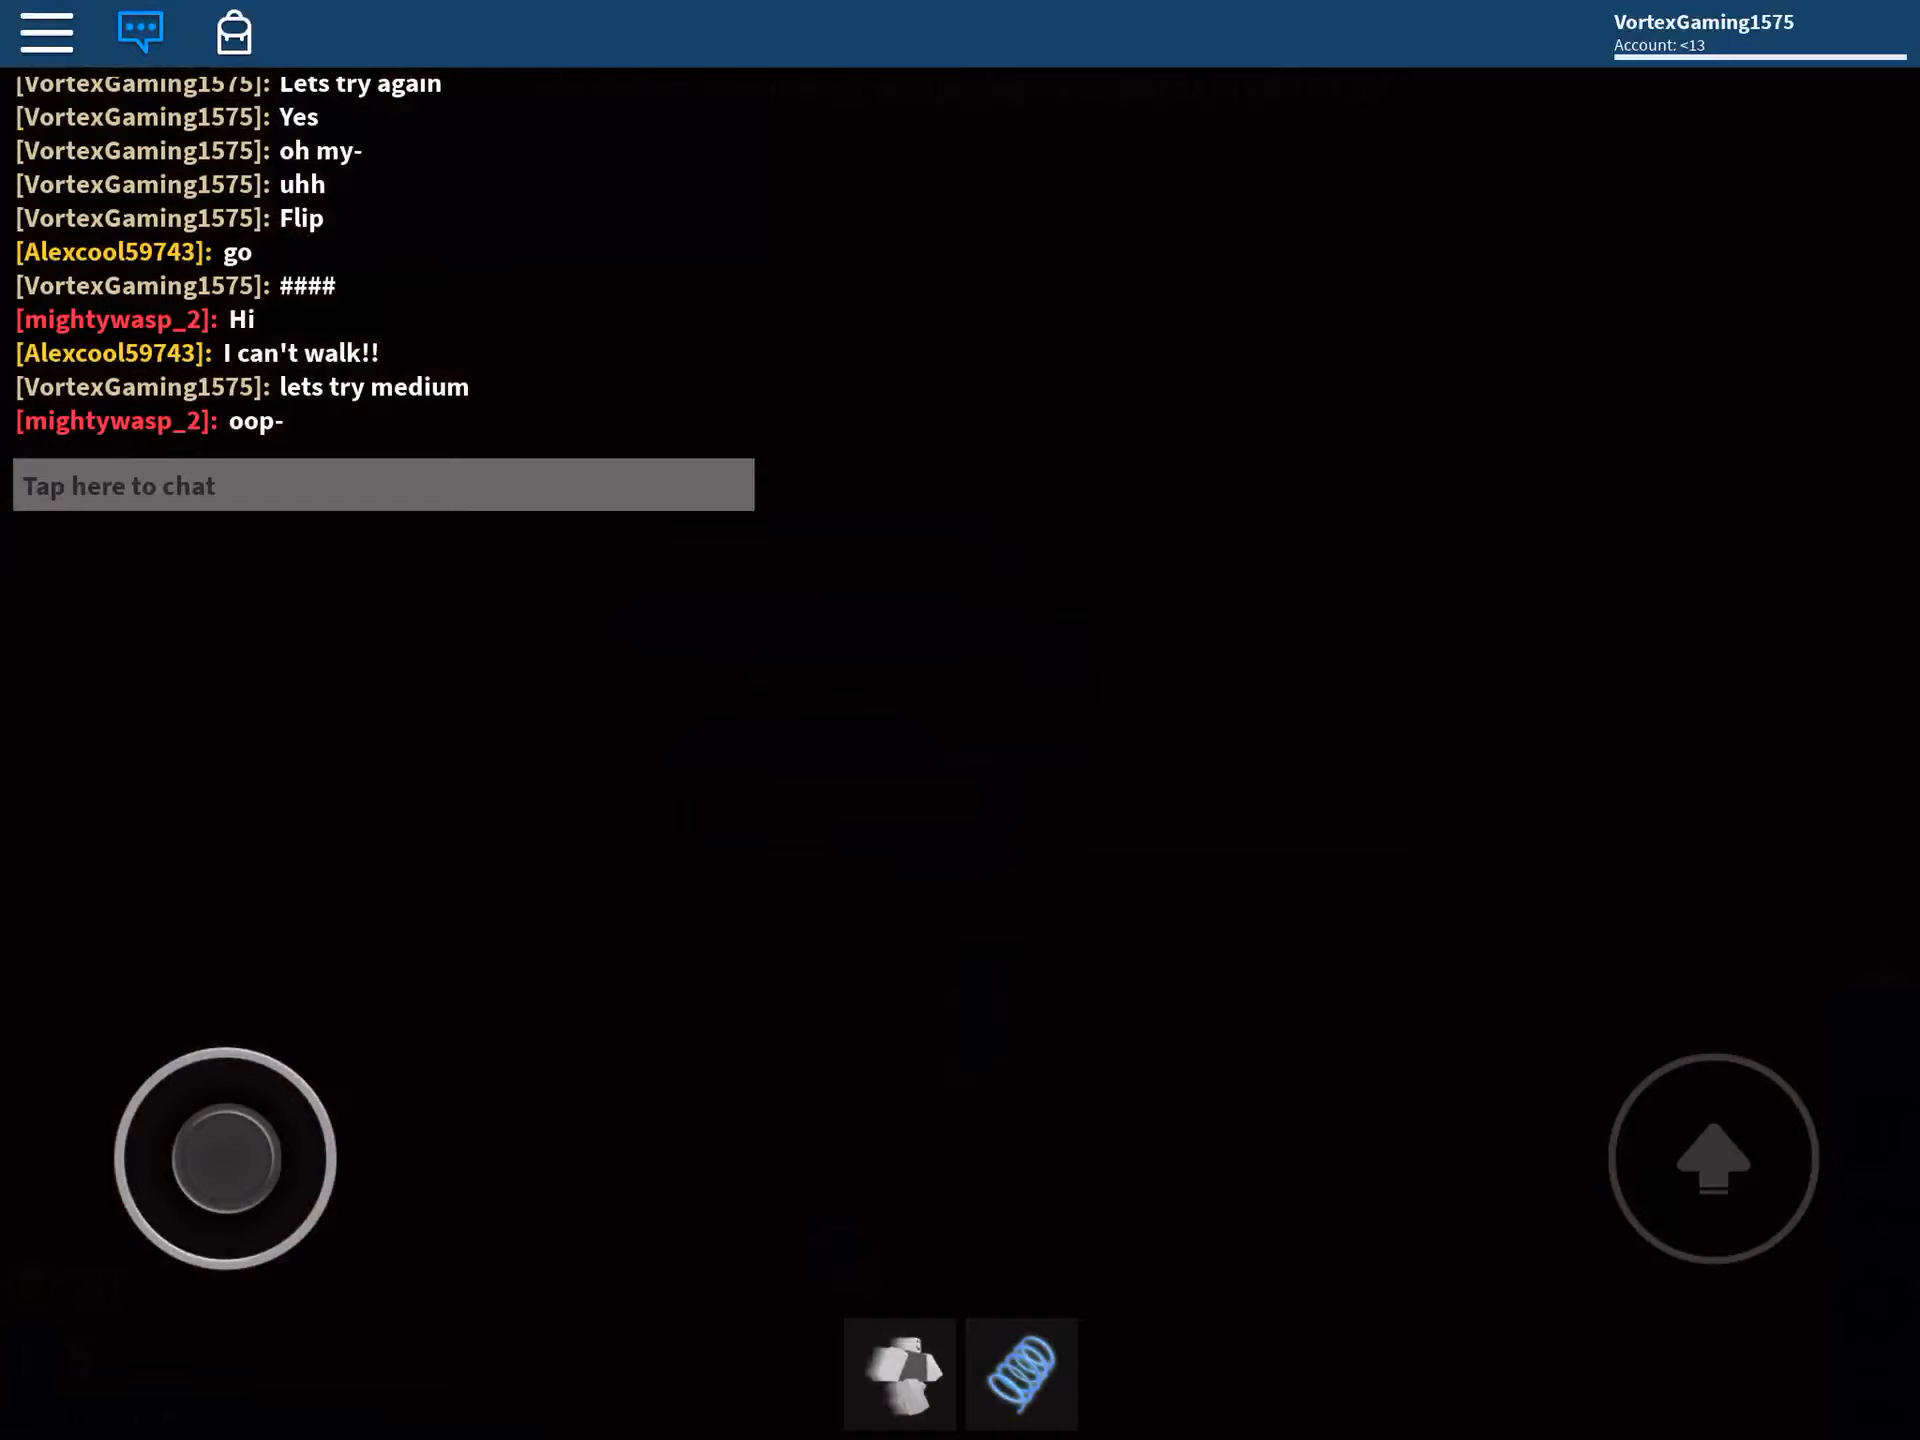 VortexGaming1575
Account: <13
[VortexGaming1575]: Lets try again
[VortexGaming1575]: Yes
[VortexGaming1575]: oh my-
[VortexGaming1575]: uhh
[VortexGaming1575]: Flip
[Alexcool59743]: go
[VortexGaming1575]: ####
[mightywasp_2]: Hi
[Alexcool59743]: I can't walk!!
[VortexGaming1575]: lets try medium
[mightywasp_2]: oop-
Tap here to chat